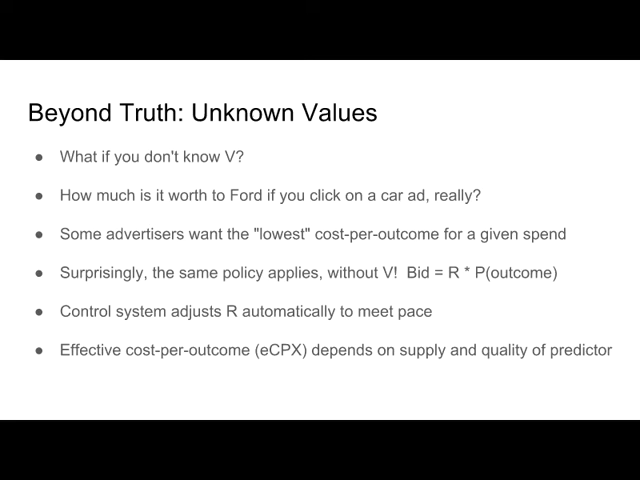 Beyond Truth: Unknown Values
● What if you don't know V?
● How much is it worth to Ford if you click on a car ad, really?
● Some advertisers want the "lowest" cost-per-outcome for a given spend
● Surprisingly, the same policy applies, without V!  Bid = R * P(outcome)
● Control system adjusts R automatically to meet pace
● Effective cost-per-outcome (eCPX) depends on supply and quality of predictor